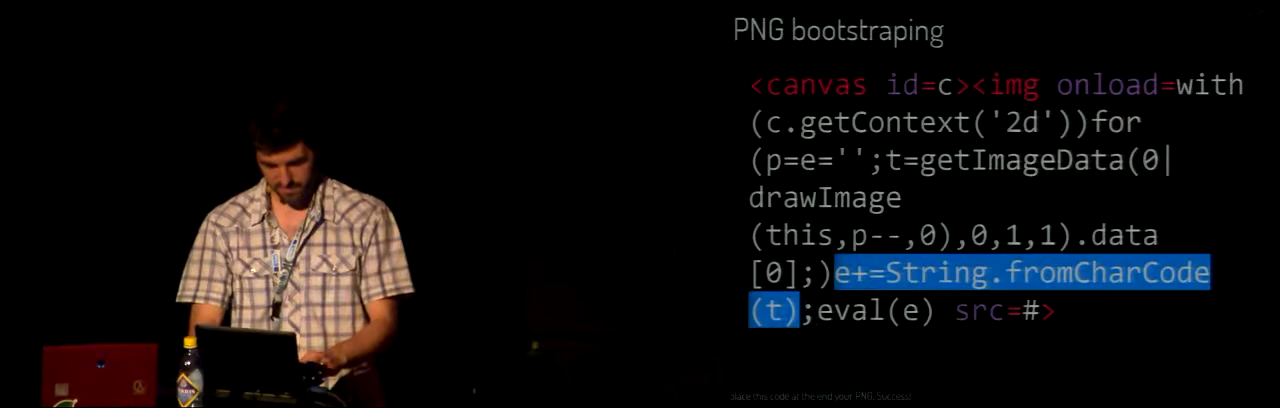 PNG bootstraping
<canvas id=c><img onload=with
(c.getContext('2d'))for
(p=e='';t=getImageData(0|
drawImage
(this,p--,0),0,1,1).data
[0];)e+=String.fromCharCode
(t);eval(e) src=#>
place this code at the end your PNG. Success!